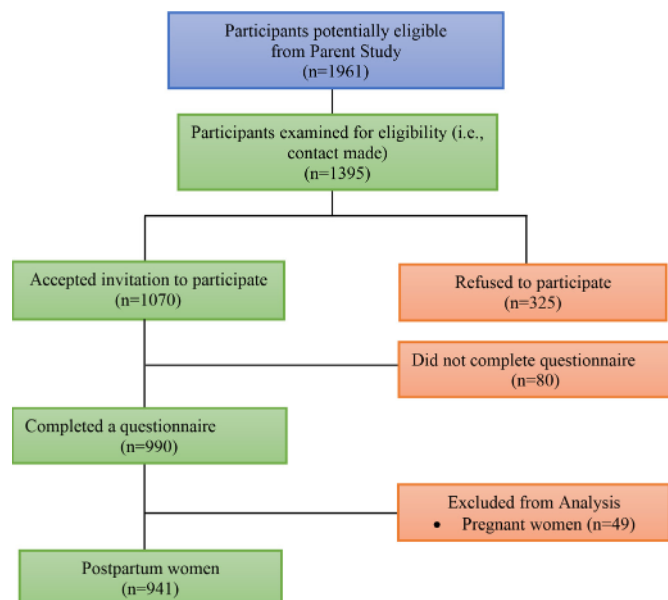 Participants potentially eligible
from Parent Study
(n=1961)
Participants examined for eligibility (i.e.,
contact made)
(n=1395)
Accepted invitation to participate
(n=1070)
Refused to participate
(n=325)
Did not complete questionnaire
(n=80)
Completed a questionnaire
(n=990)
Excluded from Analysis
• Pregnant women (n=49)
Postpartum women
(n=941)